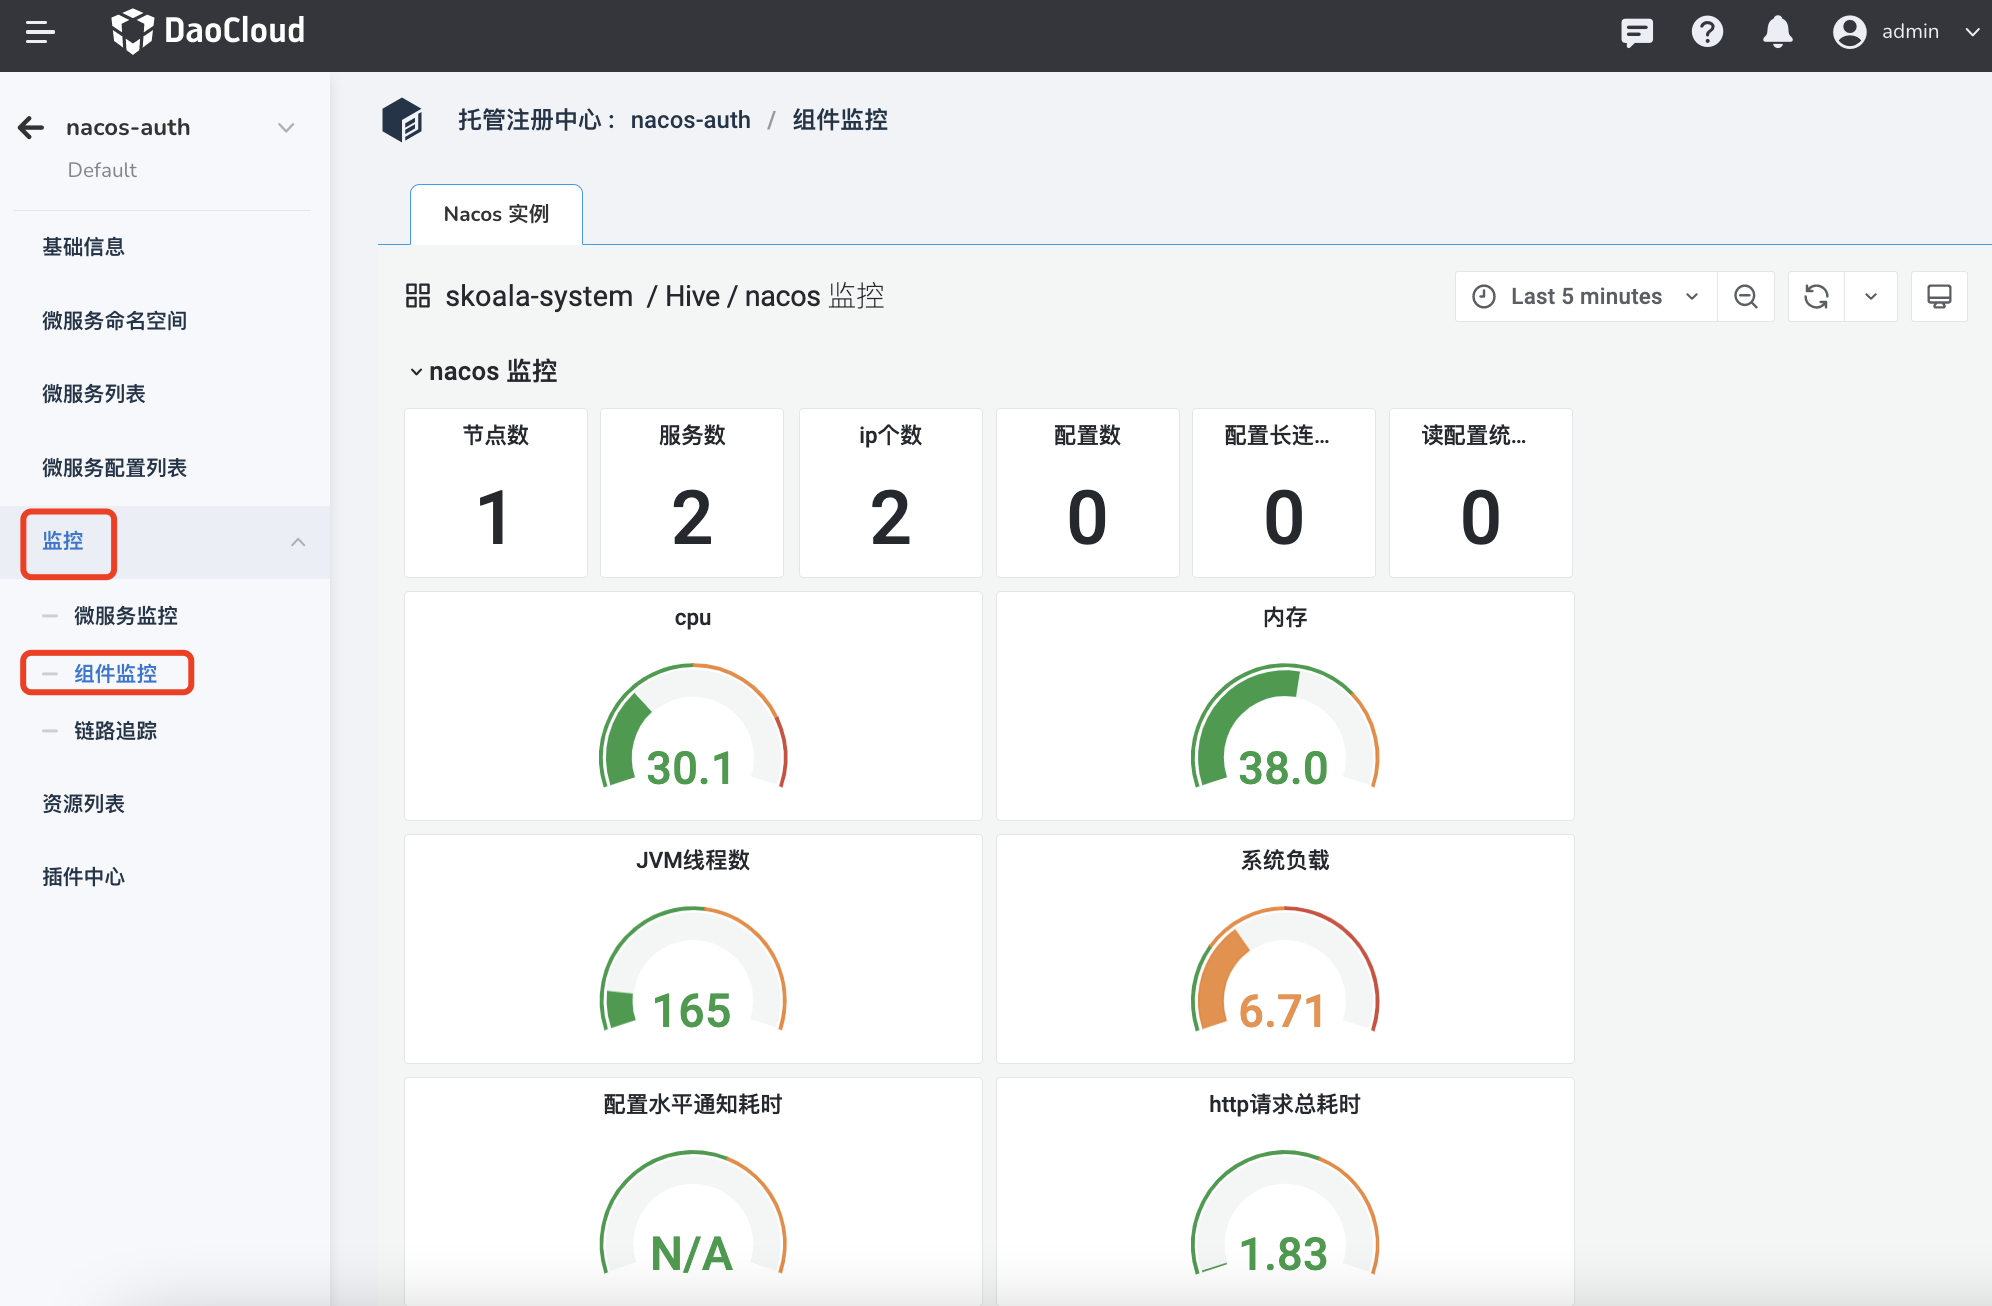 DaoCloud
admin
nacos-auth
Default
基础信息
微服务命名空间
微服务列表
微服务配置列表
监控
微服务监控
组件监控
链路追踪
资源列表
插件中心
托管注册中心： nacos-auth / 组件监控
Nacos 实例
skoala-system / Hive / nacos 监控
Last 5 minutes
nacos 监控
节点数
1
服务数
2
ip个数
2
配置数
0
配置长连...
0
读配置统...
0
cpu
30.1
内存
38.0
JVM线程数
165
系统负载
6.71
配置水平通知耗时
N/A
http请求总耗时
1.83